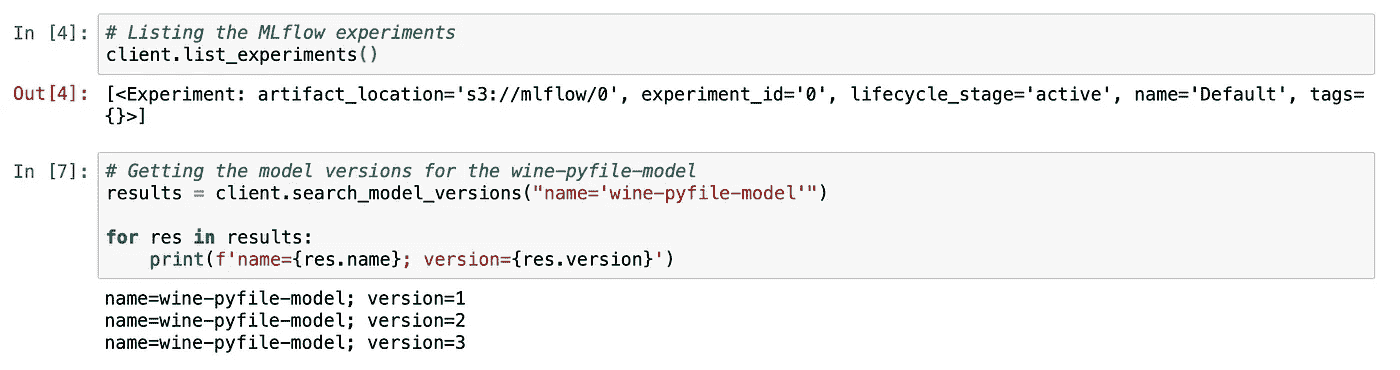 In [4]: # Listing the MLflow experiments
client.list_experiments()
Out[4]: [<Experiment: artifact_location='s3://mlflow/0', experiment_id='0', lifecycle_stage='active', name='Default', tags=
{}>]
In [7]: # Getting the model versions for the wine-pyfile-model
results = client.search_model_versions("name='wine-pyfile-model'")
for res in results:
    print(f'name={res.name}; version={res.version}')
name=wine-pyfile-model; version=1
name=wine-pyfile-model; version=2
name=wine-pyfile-model; version=3